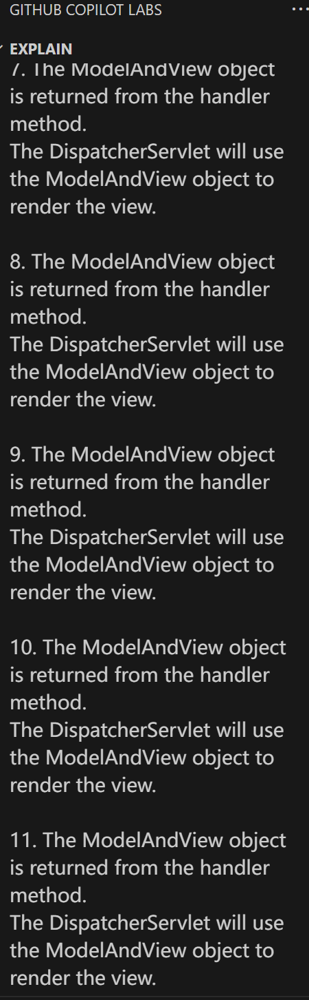 GITHUB COPILOT LABS
EXPLAIN
7. The ModelAndView object
is returned from the handler
method.
The DispatcherServlet will use
the ModelAndView object to
render the view.
8. The ModelAndView object
is returned from the handler
method.
The DispatcherServlet will use
the ModelAndView object to
render the view.
9. The ModelAndView object
is returned from the handler
method.
The DispatcherServlet will use
the ModelAndView object to
render the view.
10. The ModelAndView object
is returned from the handler
method.
The DispatcherServlet will use
the ModelAndView object to
render the view.
11. The ModelAndView object
is returned from the handler
method.
The DispatcherServlet will use
the ModelAndView object to
render the view.